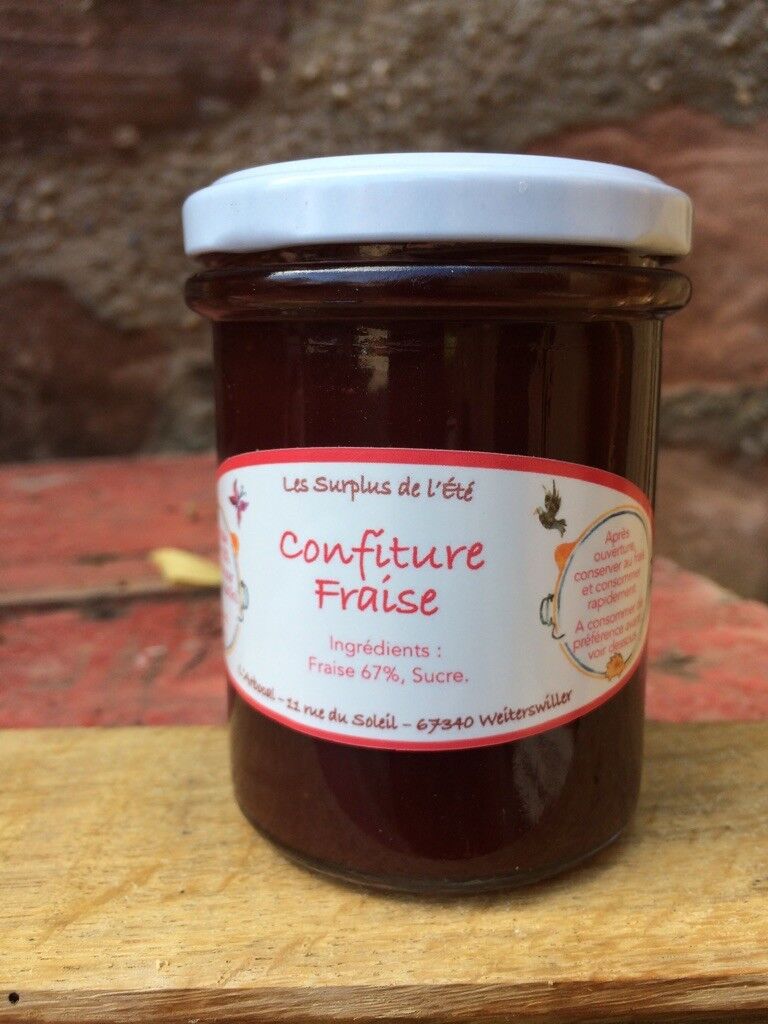 Les Surplus de l'Été
Confiture
Fraise
Ingrédients :
Fraise 67%, Sucre.
11 rue du Soleil - 67340 Weiterswiller
Après
ouverture,
conserver au frais
et consommer
rapidement.
A consommer de
préférence avant
voir dessous